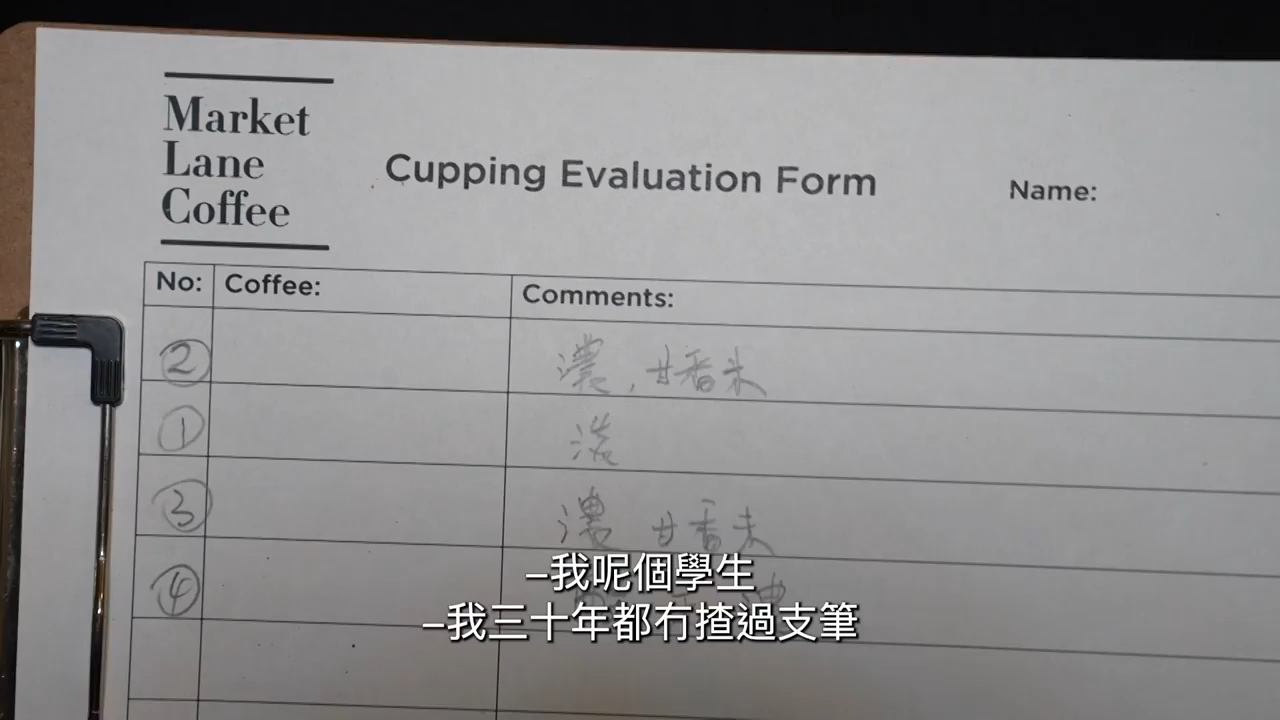 Market
Lane
Coffee
Cupping Evaluation Form
Name:
No: Coffee: Comments:
② 濃,甘香米
① 淡
③ 濃 甘香未
④
–我呢個學生
–我三十年都冇揸過支筆